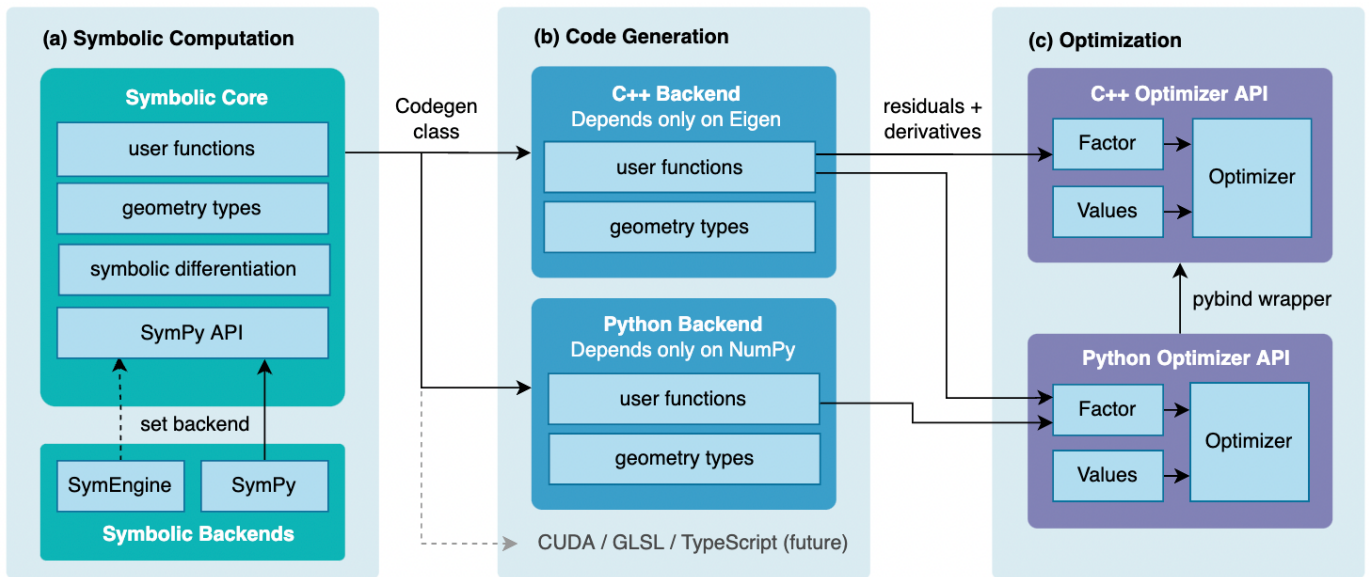 (a) Symbolic Computation
Symbolic Core
user functions
geometry types
symbolic differentiation
SymPy API
set backend
SymEngine
SymPy
Symbolic Backends
Codegen
class
(b) Code Generation
C++ Backend
Depends only on Eigen
user functions
geometry types
Python Backend
Depends only on NumPy
user functions
geometry types
CUDA / GLSL / TypeScript (future)
residuals +
derivatives
(c) Optimization
C++ Optimizer API
Factor
Values
Optimizer
pybind wrapper
Python Optimizer API
Factor
Values
Optimizer